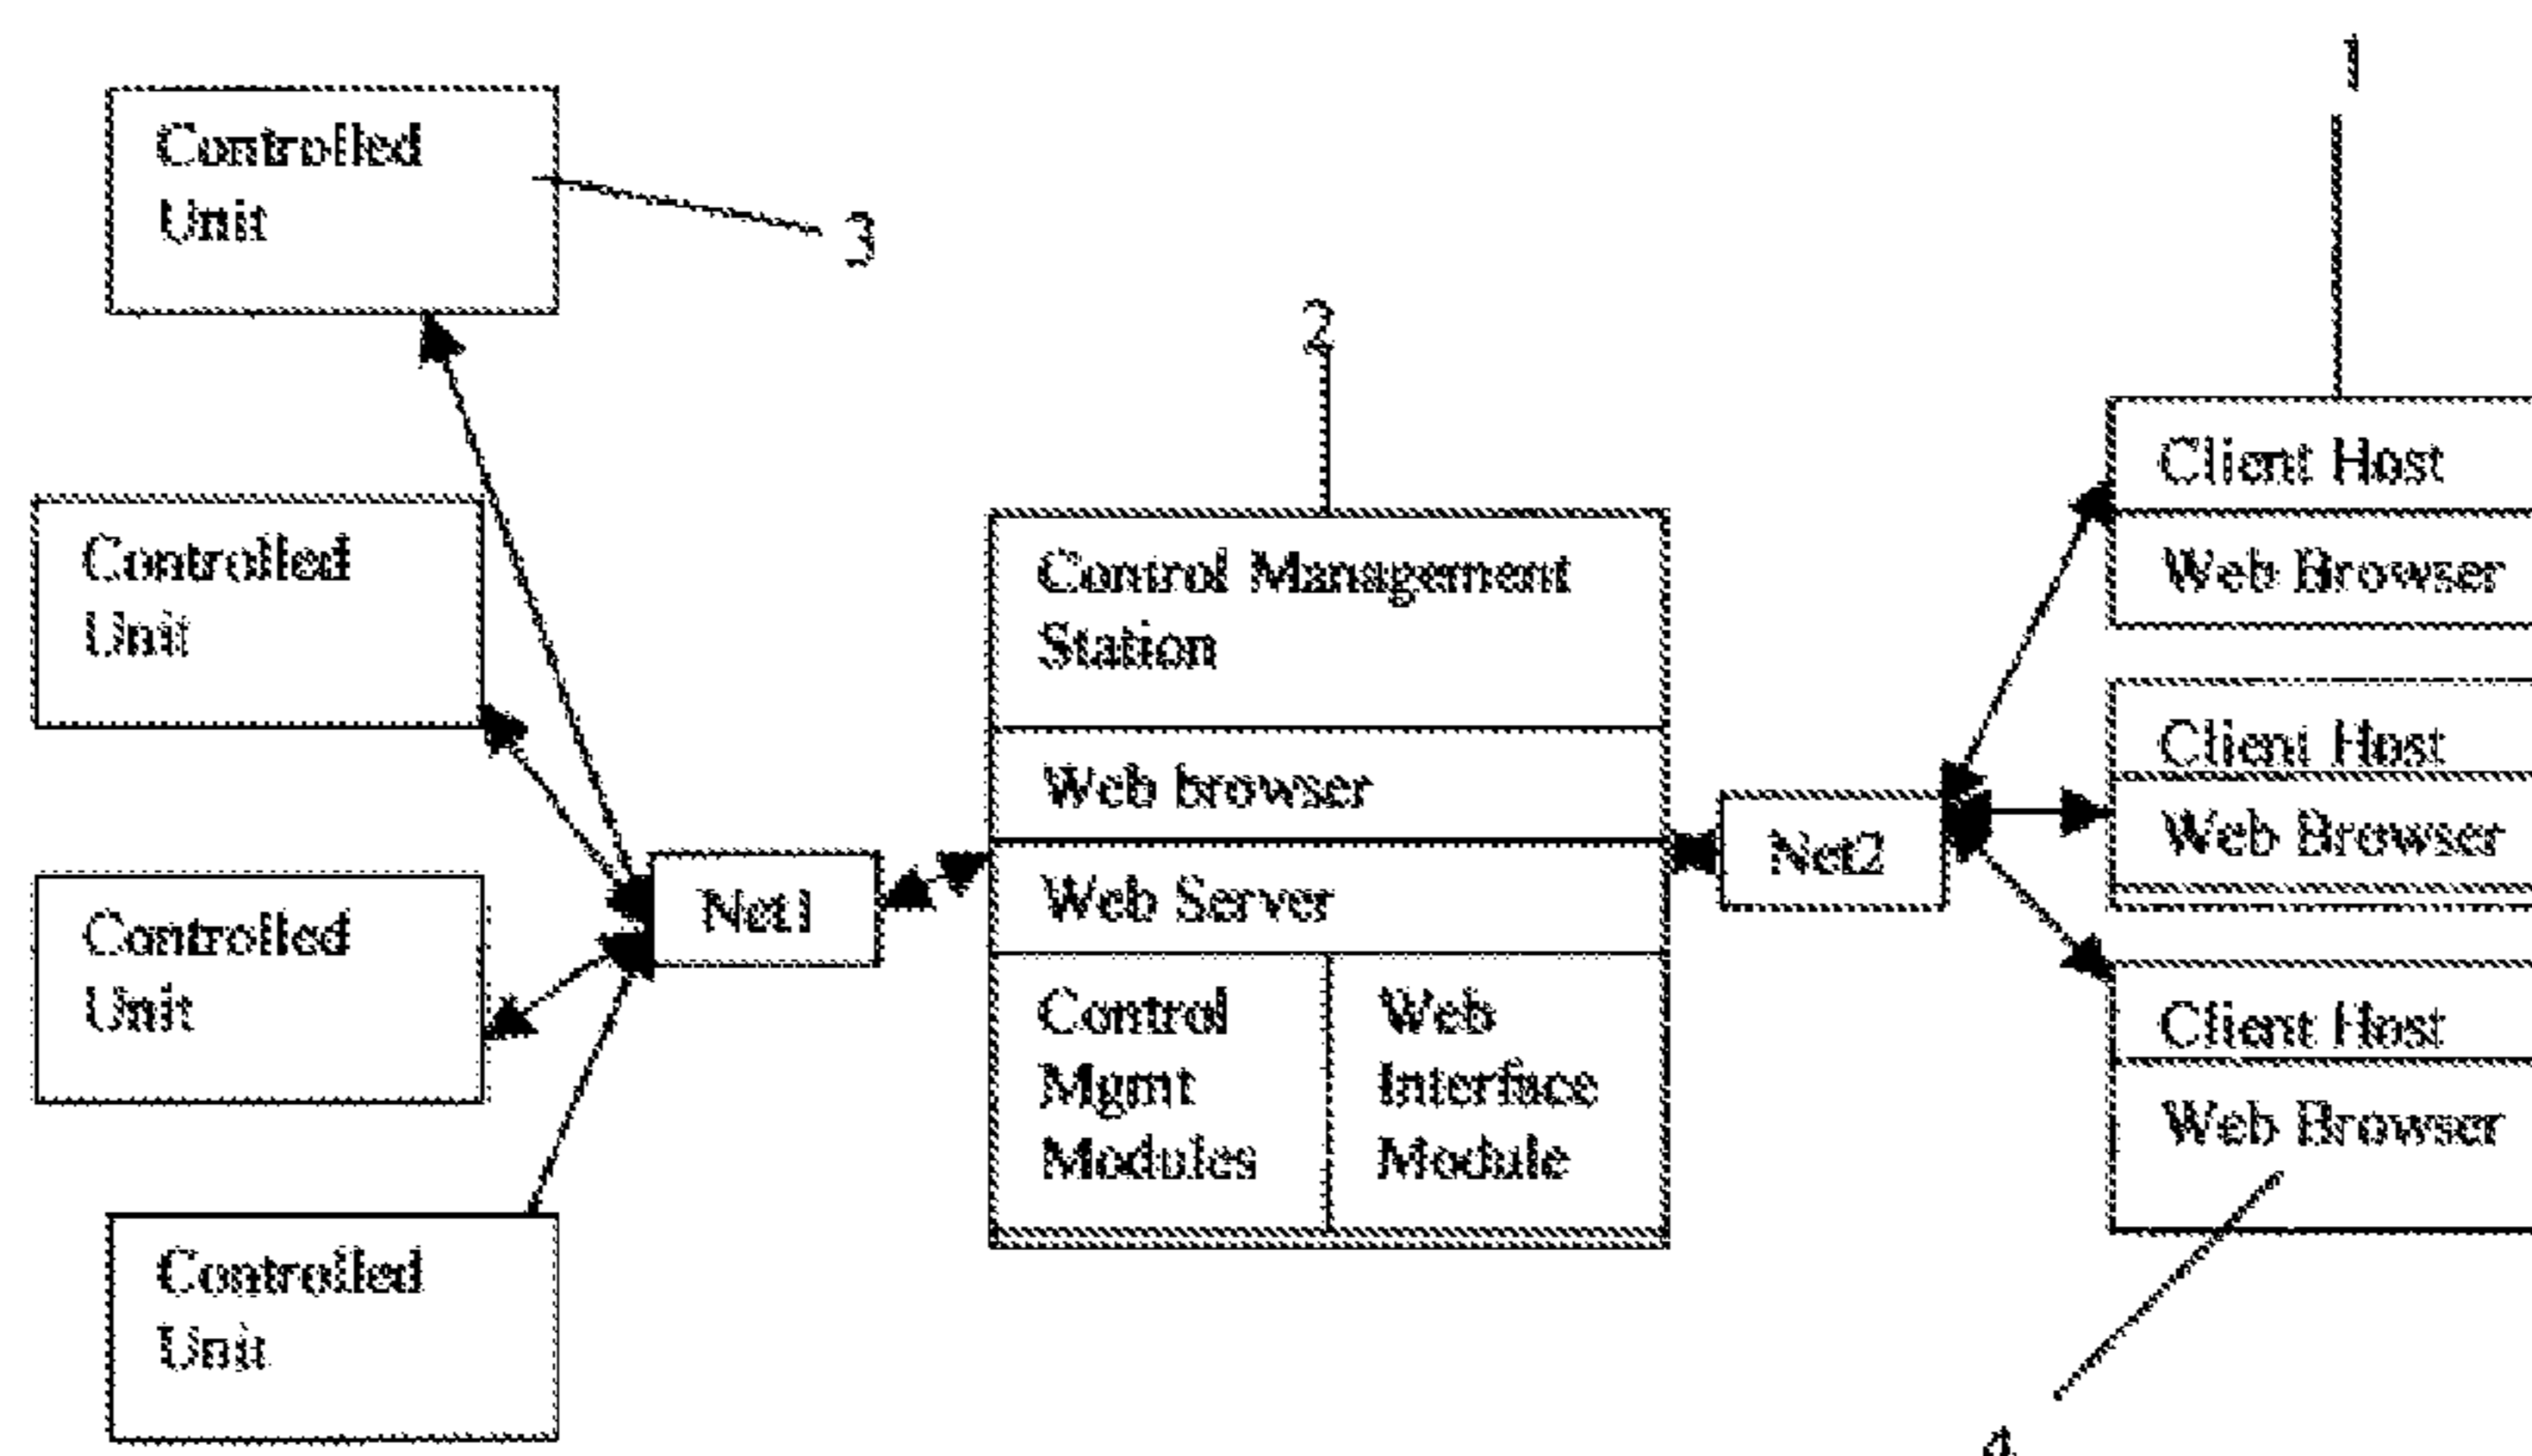 1
Controlled
Unit
3
2
Client Host
Web Browser
Controlled
Unit
Control Management
Station
Client Host
Web Browser
Web browser
Net1
Web Server
Net2
Controlled
Unit
Control
Mgmt
Modules
Web
Interface
Module
Client Host
Web Browser
Controlled
Unit
4